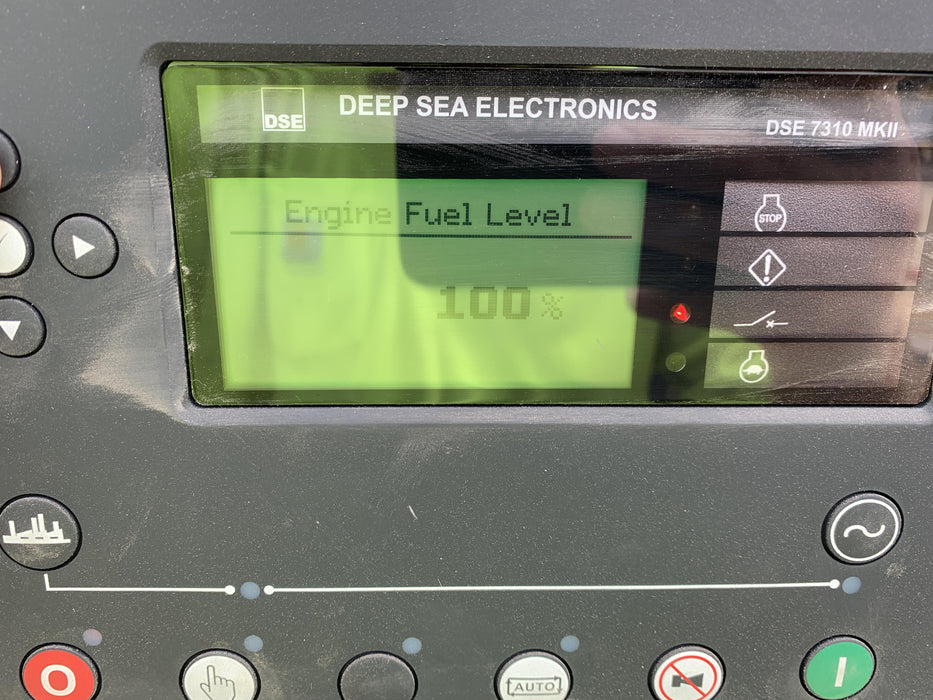 DSE
DEEP SEA ELECTRONICS
DSE 7310 MKII
Engine Fuel Level
100 %
STOP
AUTO